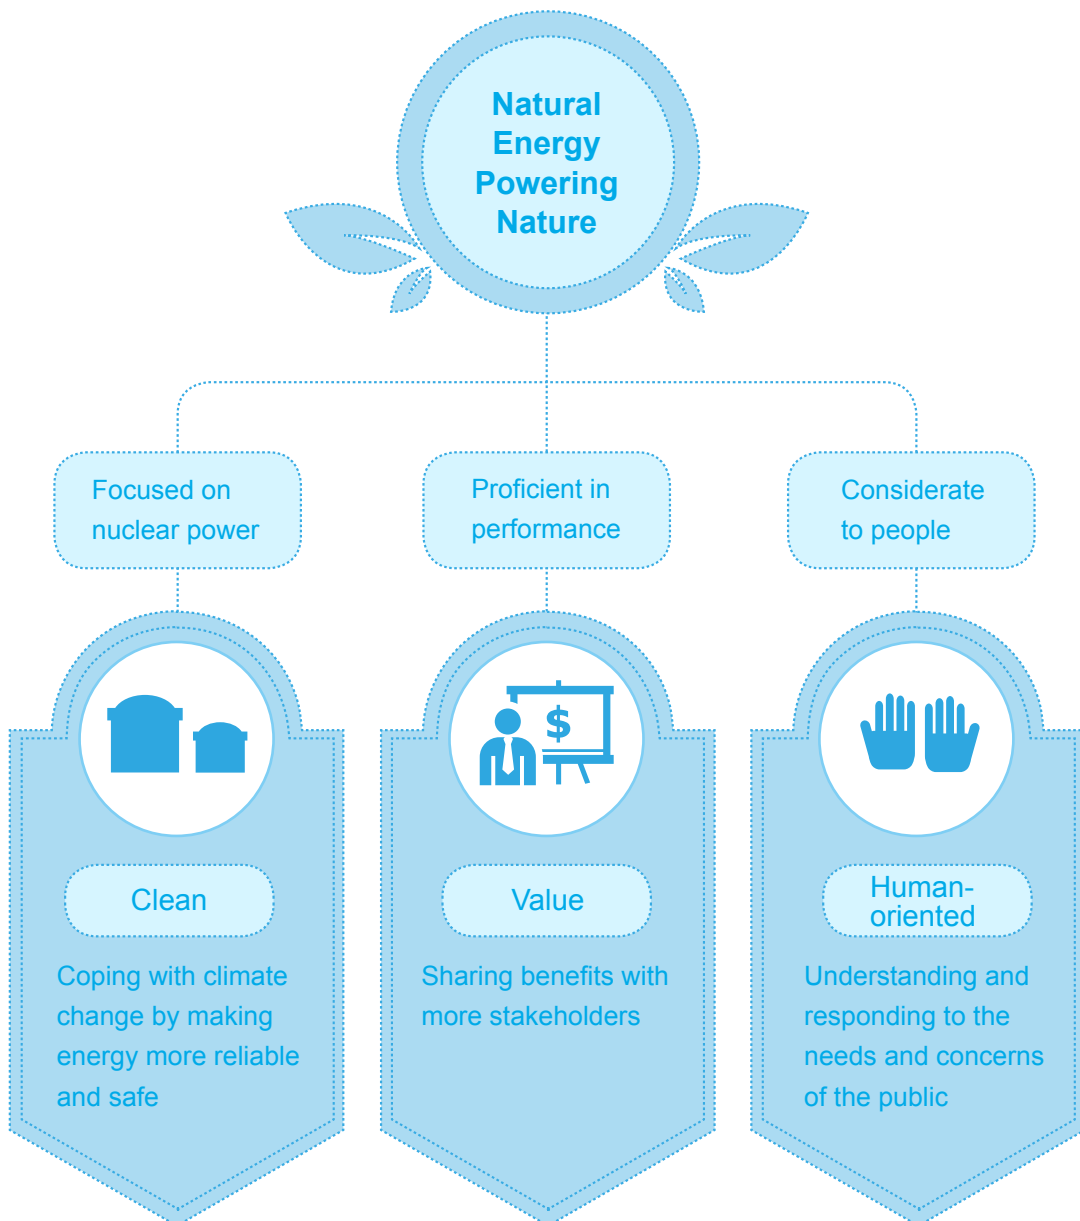 Natural
Energy
Powering
Nature
Focused on
nuclear power
Proficient in
performance
Considerate
to people
$
Clean
Coping with climate
change by making
energy more reliable
and safe
Value
Sharing benefits with
more stakeholders
Human-
oriented
Understanding and
responding to the
needs and concerns
of the public